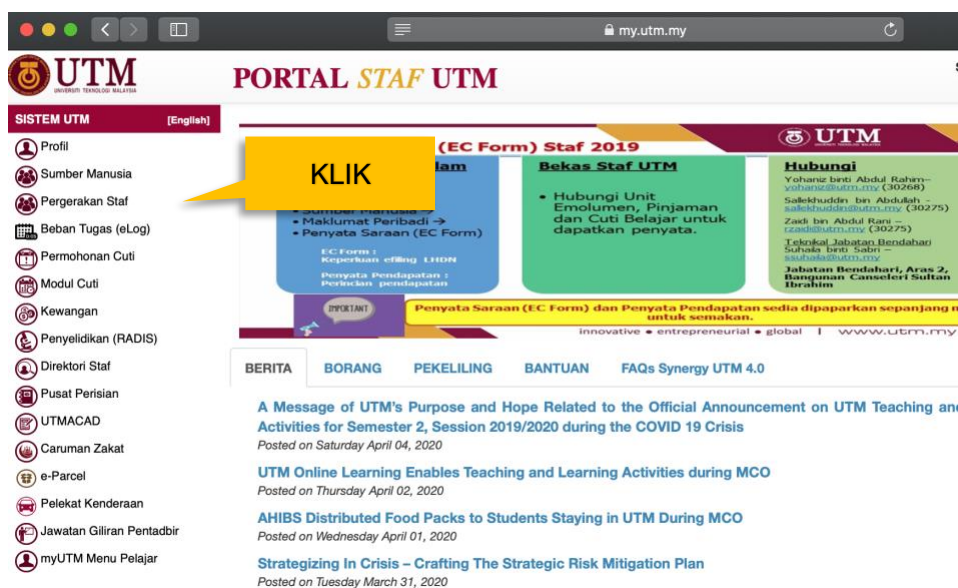 my.utm.my
UTM
UNIVERSITI TEKNOLOGI MALAYSIA
PORTAL STAF UTM
SISTEM UTM [English]
Profil
Sumber Manusia
Pergerakan Staf
Beban Tugas (eLog)
Permohonan Cuti
Modul Cuti
Kewangan
Penyelidikan (RADIS)
Direktori Staf
Pusat Perisian
UTMACAD
Caruman Zakat
e-Parcel
Pelekat Kenderaan
Jawatan Giliran Pentadbir
myUTM Menu Pelajar
KLIK
(EC Form) Staf 2019
UTM
• Sumber Manusia →
• Maklumat Peribadi →
• Penyata Saraan (EC Form)
EC Form :
Keperluan efiling LHDN
Penyata Pendapatan :
Perincian pendapatan
Bekas Staf UTM
• Hubungi Unit
Emolumen, Pinjaman
dan Cuti Belajar untuk
dapatkan penyata.
Hubungi
Yohaniz binti Abdul Rahim–
yohaniz@utm.my (30268)
Sallekhuddin bin Abdullah -
sallekhuddin@utm.my (30275)
Zaidi bin Abdul Rani –
rzaidi@utm.my (30275)
Teknikal Jabatan Bendahari
Suhaila binti Sabri –
ssuhaila@utm.my
Jabatan Bendahari, Aras 2,
Bangunan Canseleri Sultan
Ibrahim
IMPORTANT
Penyata Saraan (EC Form) dan Penyata Pendapatan sedia dipaparkan sepanjang
untuk semakan.
innovative ● entrepreneurial ● global | www.utm.my
BERITA BORANG PEKELILING BANTUAN FAQs Synergy UTM 4.0
A Message of UTM's Purpose and Hope Related to the Official Announcement on UTM Teaching and
Activities for Semester 2, Session 2019/2020 during the COVID 19 Crisis
Posted on Saturday April 04, 2020
UTM Online Learning Enables Teaching and Learning Activities during MCO
Posted on Thursday April 02, 2020
AHIBS Distributed Food Packs to Students Staying in UTM During MCO
Posted on Wednesday April 01, 2020
Strategizing In Crisis – Crafting The Strategic Risk Mitigation Plan
Posted on Tuesday March 31, 2020